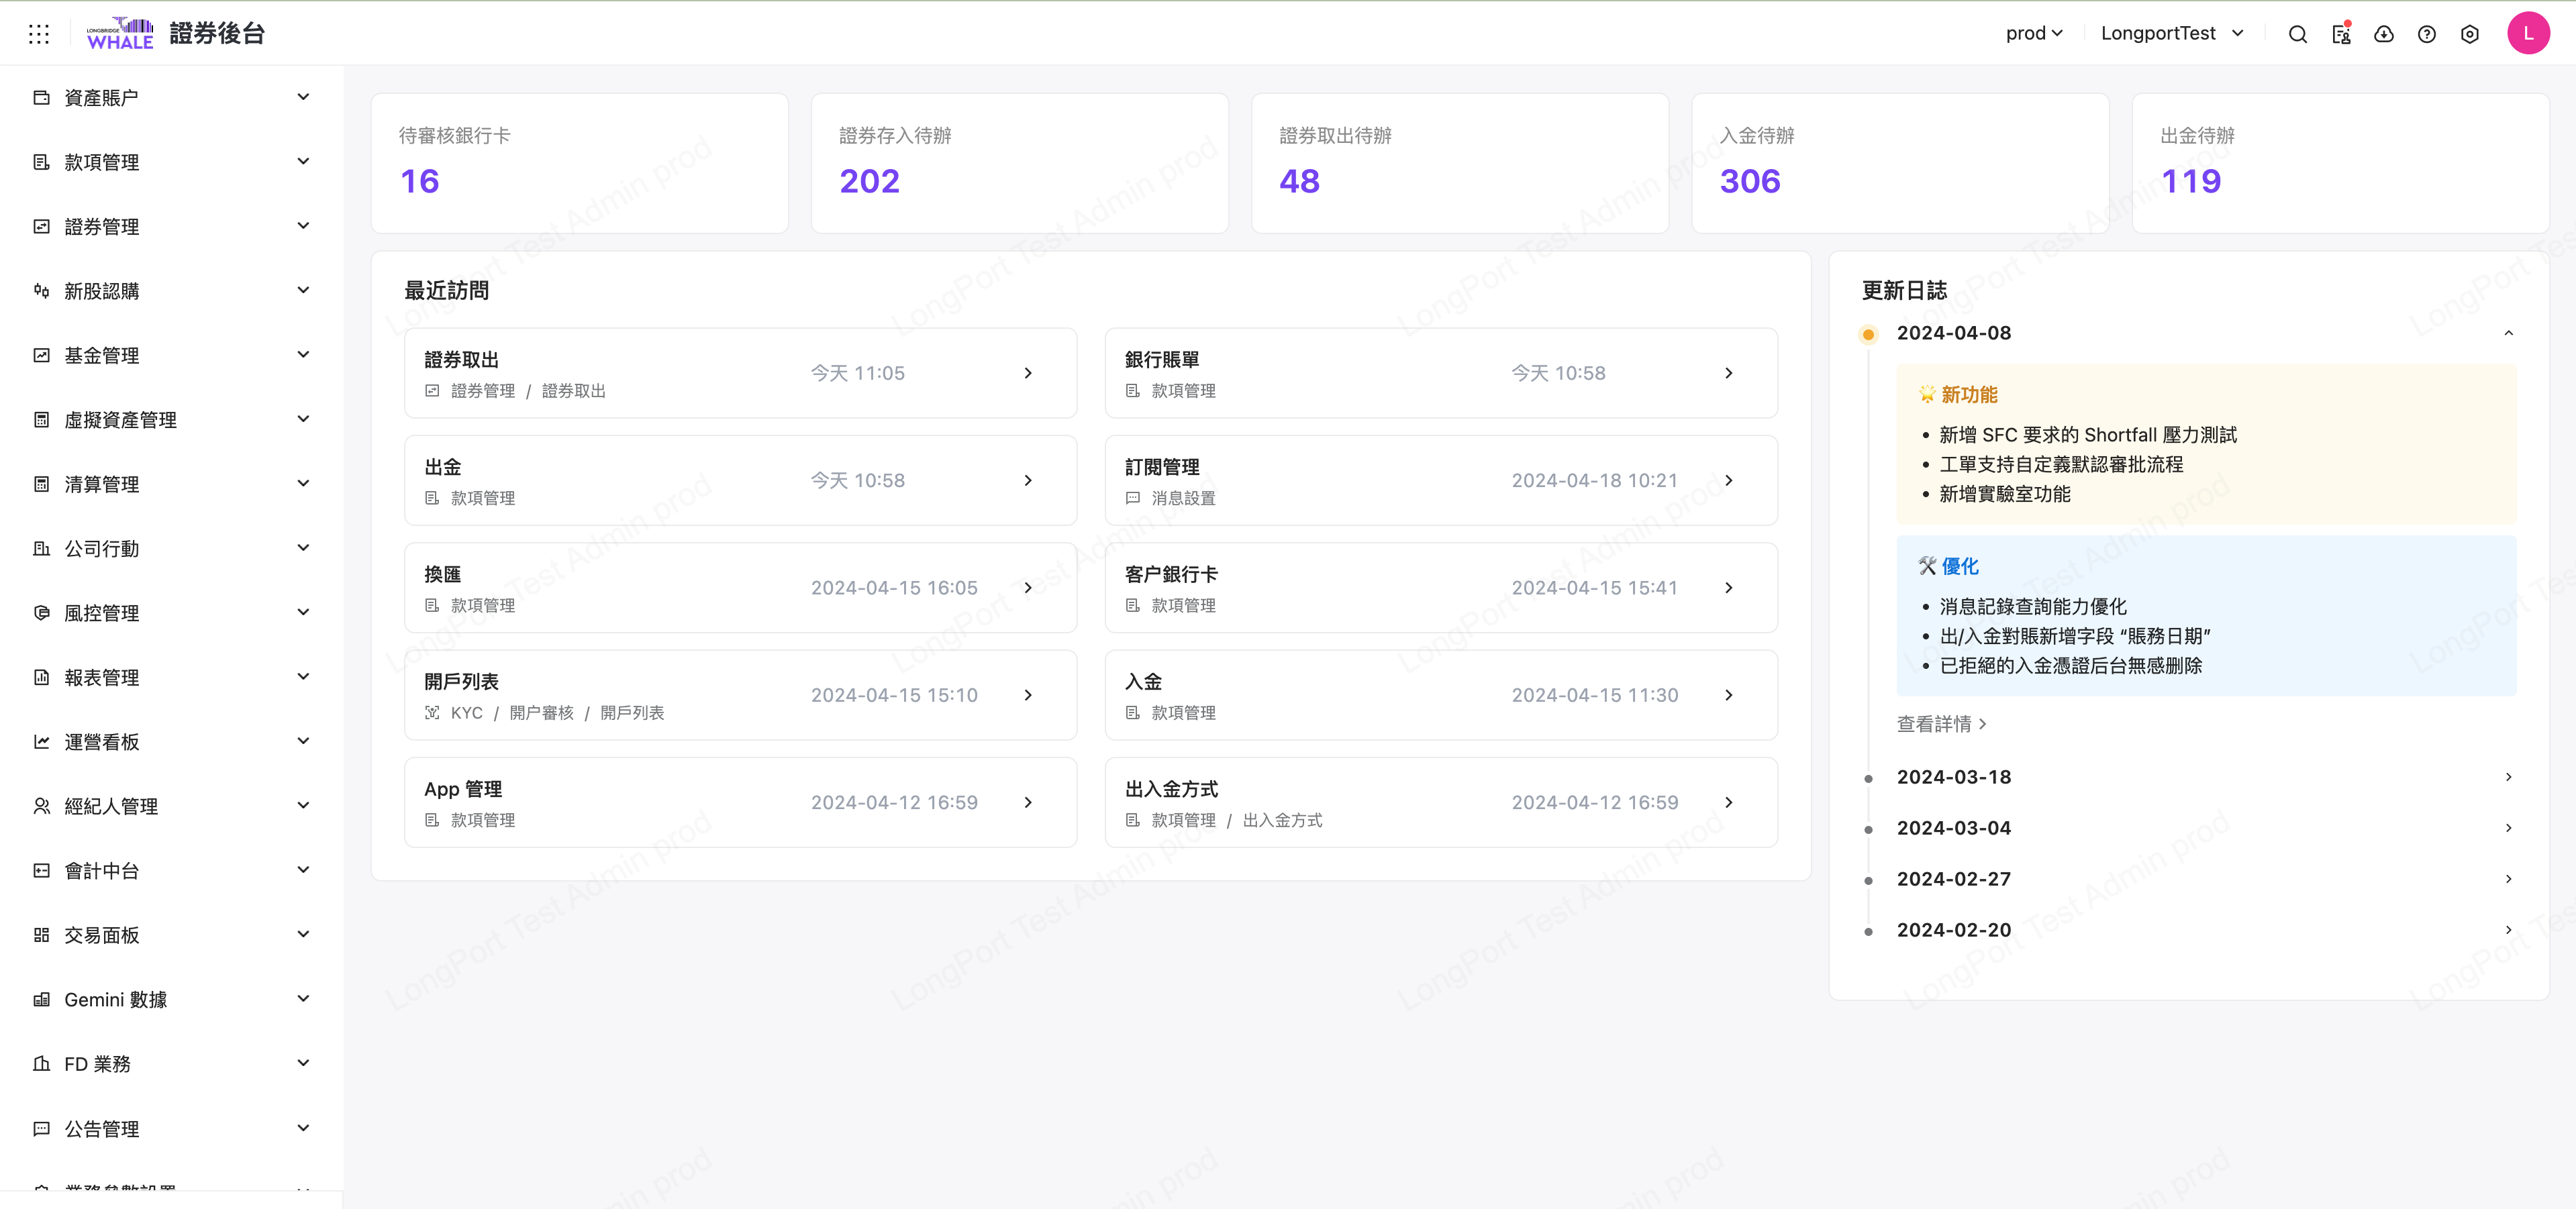 LONGBRIDGE
WHALE
證券後台
prod
LongportTest
L
資產賬户
款項管理
證券管理
新股認購
基金管理
虛擬資產管理
清算管理
公司行動
風控管理
報表管理
運營看板
經紀人管理
會計中台
交易面板
Gemini 數據
FD 業務
公告管理
業務參數設置
待審核銀行卡
16
證券存入待辦
202
證券取出待辦
48
入金待辦
306
出金待辦
119
最近訪問
證券取出
證券管理 / 證券取出
今天 11:05
銀行賬單
款項管理
今天 10:58
出金
款項管理
今天 10:58
訂閱管理
消息設置
2024-04-18 10:21
換匯
款項管理
2024-04-15 16:05
客户銀行卡
款項管理
2024-04-15 15:41
開戶列表
KYC / 開户審核 / 開戶列表
2024-04-15 15:10
入金
款項管理
2024-04-15 11:30
App 管理
款項管理
2024-04-12 16:59
出入金方式
款項管理 / 出入金方式
2024-04-12 16:59
更新日誌
2024-04-08
新功能
• 新增 SFC 要求的 Shortfall 壓力測試
• 工單支持自定義默認審批流程
• 新增實驗室功能
優化
• 消息記錄查詢能力優化
• 出/入金對賬新增字段 “賬務日期”
• 已拒絕的入金憑證后台無感刪除
查看詳情
2024-03-18
2024-03-04
2024-02-27
2024-02-20
LongPort Test Admin prod